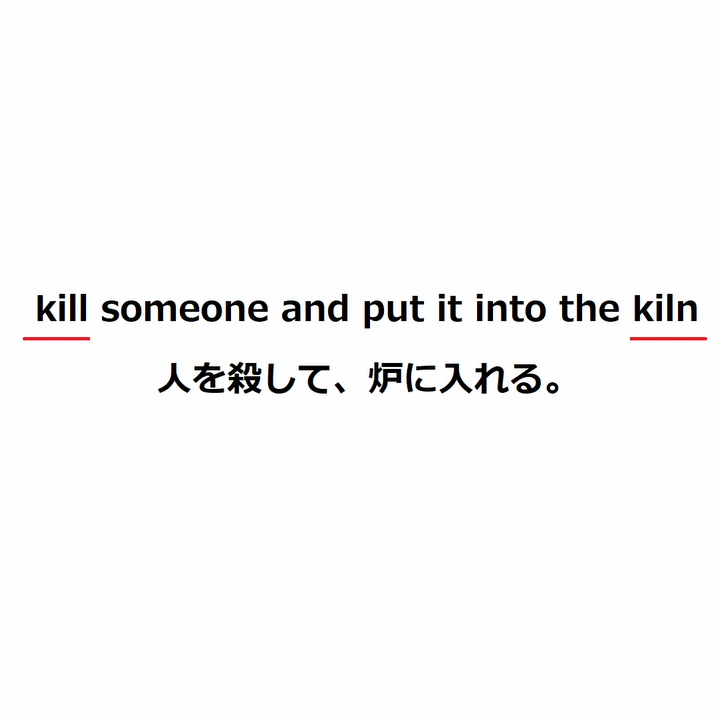 kill someone and put it into the kiln
人を殺して、炉に入れる。